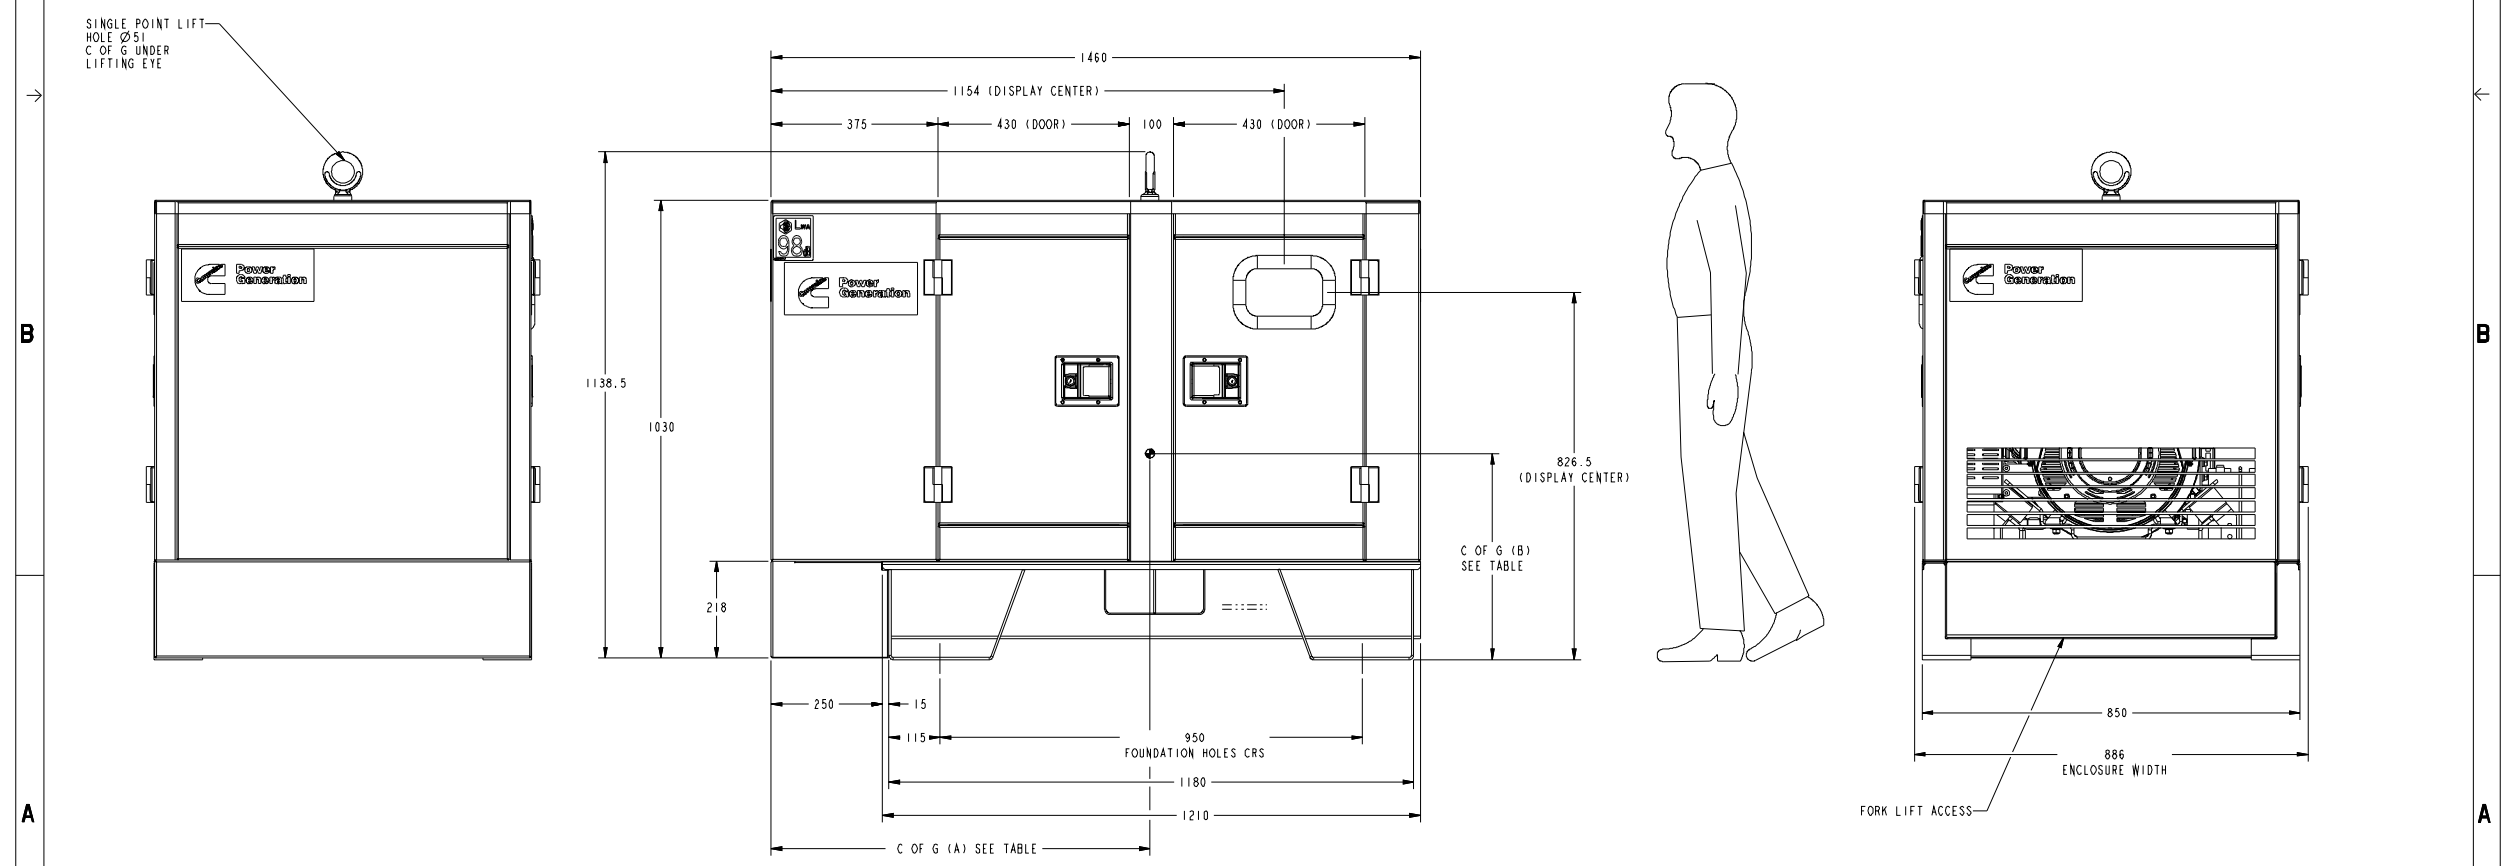 SINGLE POINT LIFT
HOLE Ø51
C OF G UNDER
LIFTING EYE
1460
1154 (DISPLAY CENTER)
375
430 (DOOR)
100
430 (DOOR)
LWA
98
Power
Generation
Power
Generation
Power
Generation
B
B
1138.5
1030
826.5
(DISPLAY CENTER)
C OF G (B)
SEE TABLE
218
250
15
115
950
FOUNDATION HOLES CRS
1180
1210
C OF G (A) SEE TABLE
850
886
ENCLOSURE WIDTH
FORK LIFT ACCESS
A
A